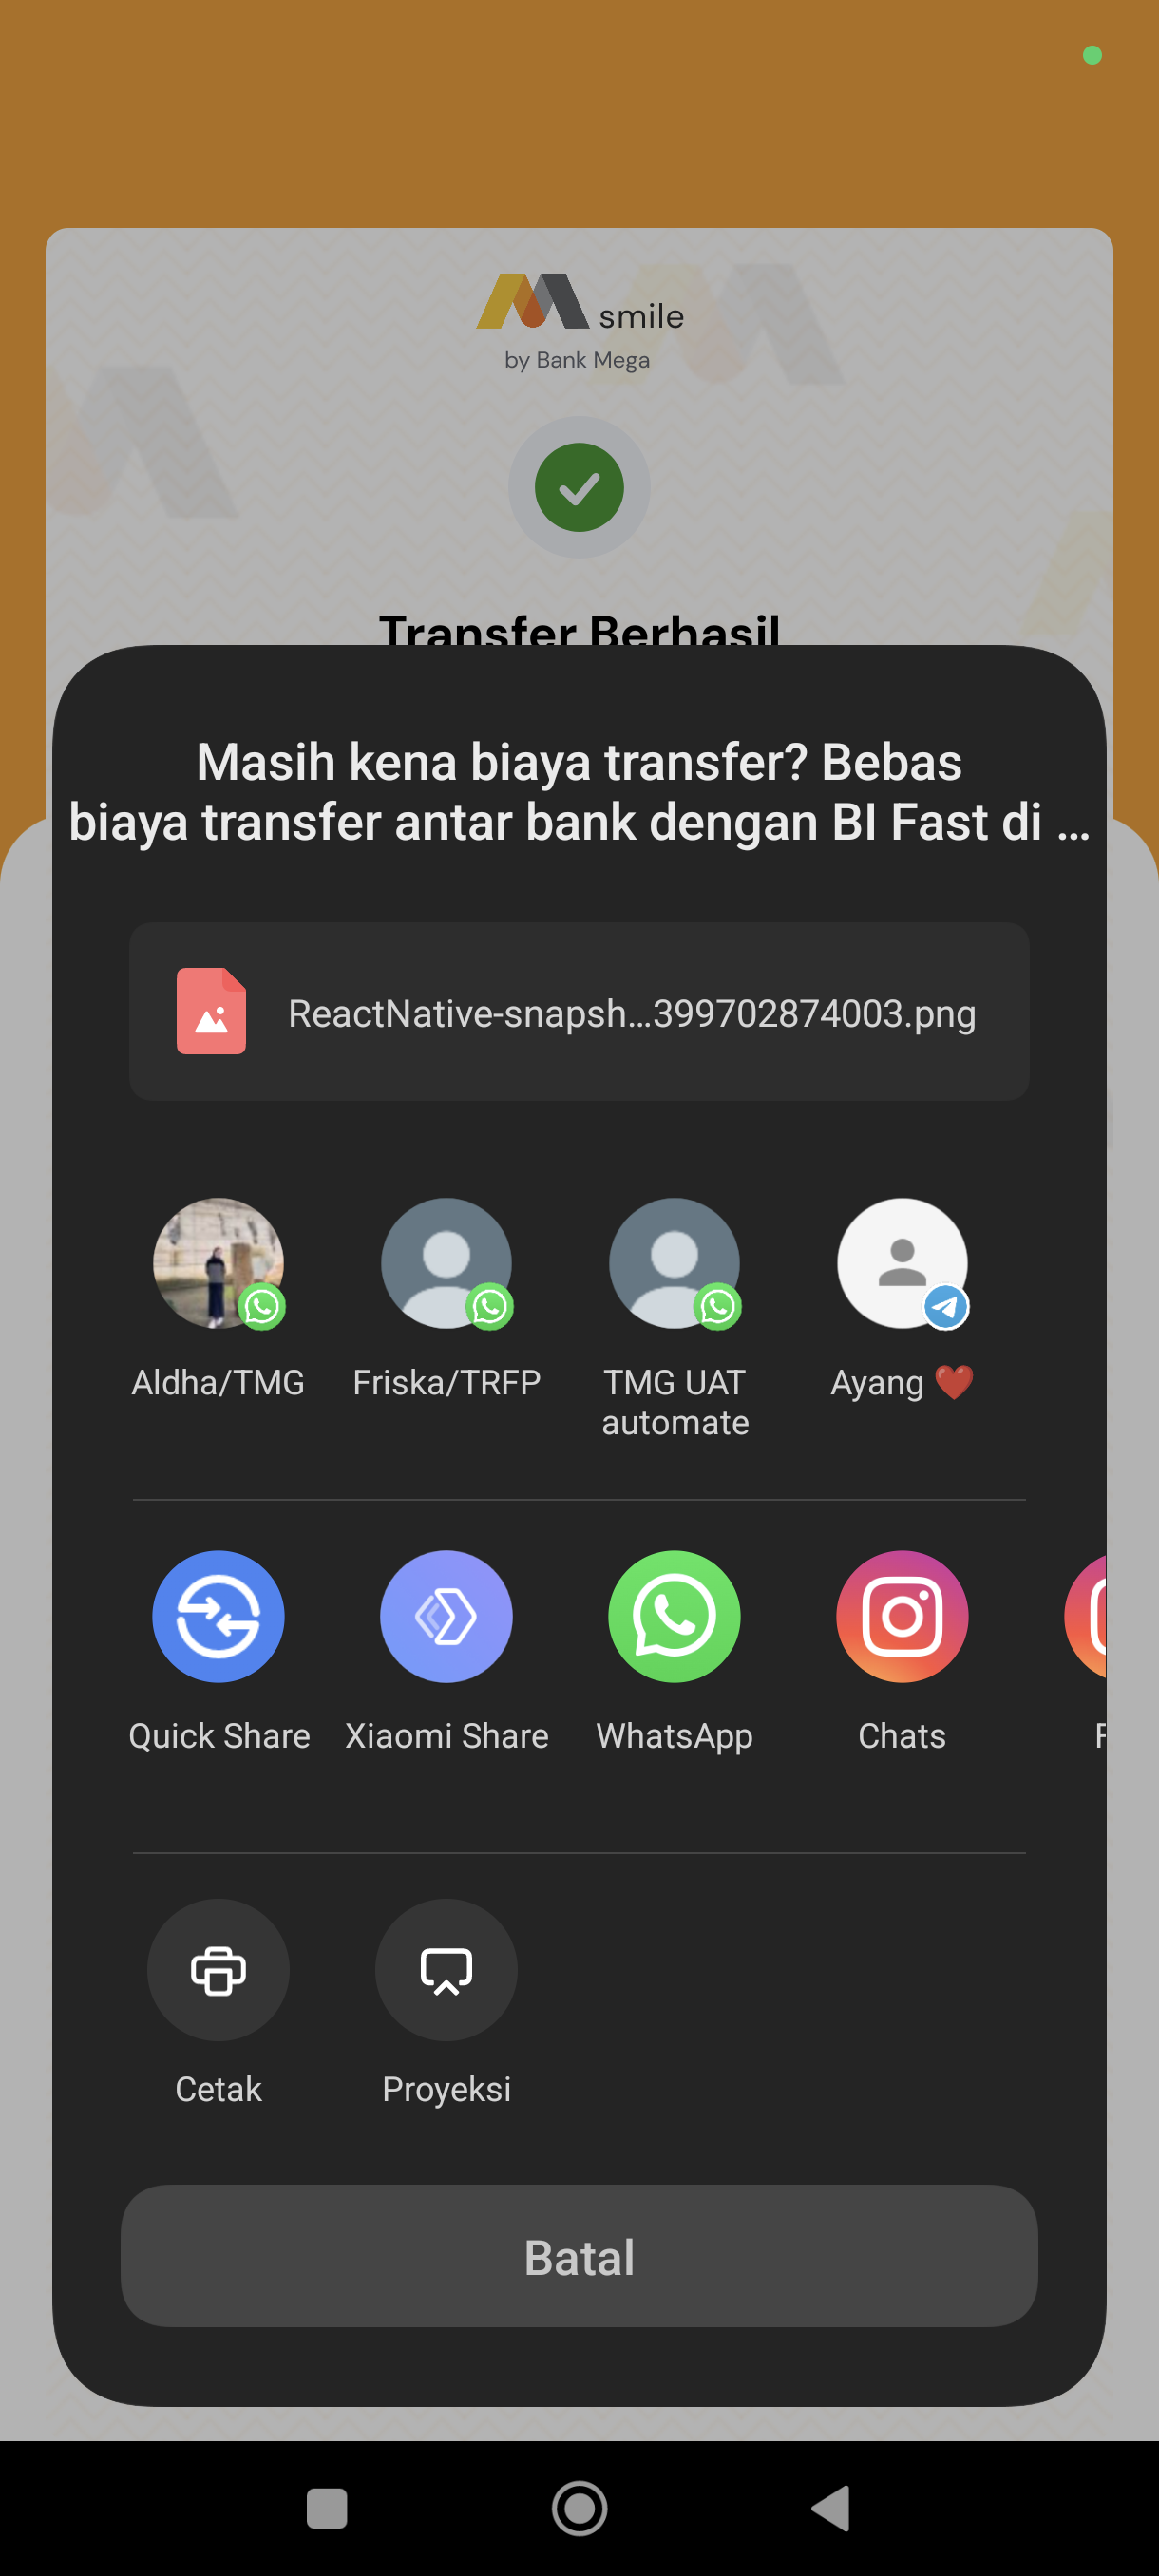 smile
by Bank Mega
Transfer Berhasil
Masih kena biaya transfer? Bebas
biaya transfer antar bank dengan BI Fast di ...
ReactNative-snapsh...399702874003.png
Aldha/TMG
Friska/TRFP
TMG UAT
automate
Ayang ❤️
Quick Share
Xiaomi Share
WhatsApp
Chats
F
Cetak
Proyeksi
Batal